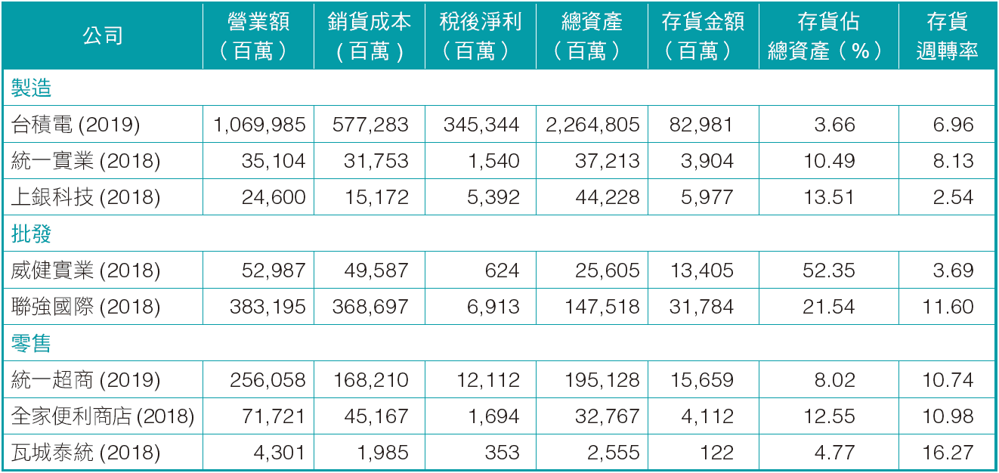 公司 營業額（百萬） 銷貨成本（百萬） 稅後淨利（百萬） 總資產（百萬） 存貨金額（百萬） 存貨佔總資產（％） 存貨週轉率
製造
台積電 (2019) 1,069,985 577,283 345,344 2,264,805 82,981 3.66 6.96
統一實業 (2018) 35,104 31,753 1,540 37,213 3,904 10.49 8.13
上銀科技 (2018) 24,600 15,172 5,392 44,228 5,977 13.51 2.54
批發
威健實業 (2018) 52,987 49,587 624 25,605 13,405 52.35 3.69
聯強國際 (2018) 383,195 368,697 6,913 147,518 31,784 21.54 11.60
零售
統一超商 (2019) 256,058 168,210 12,112 195,128 15,659 8.02 10.74
全家便利商店 (2018) 71,721 45,167 1,694 32,767 4,112 12.55 10.98
瓦城泰統 (2018) 4,301 1,985 353 2,555 122 4.77 16.27